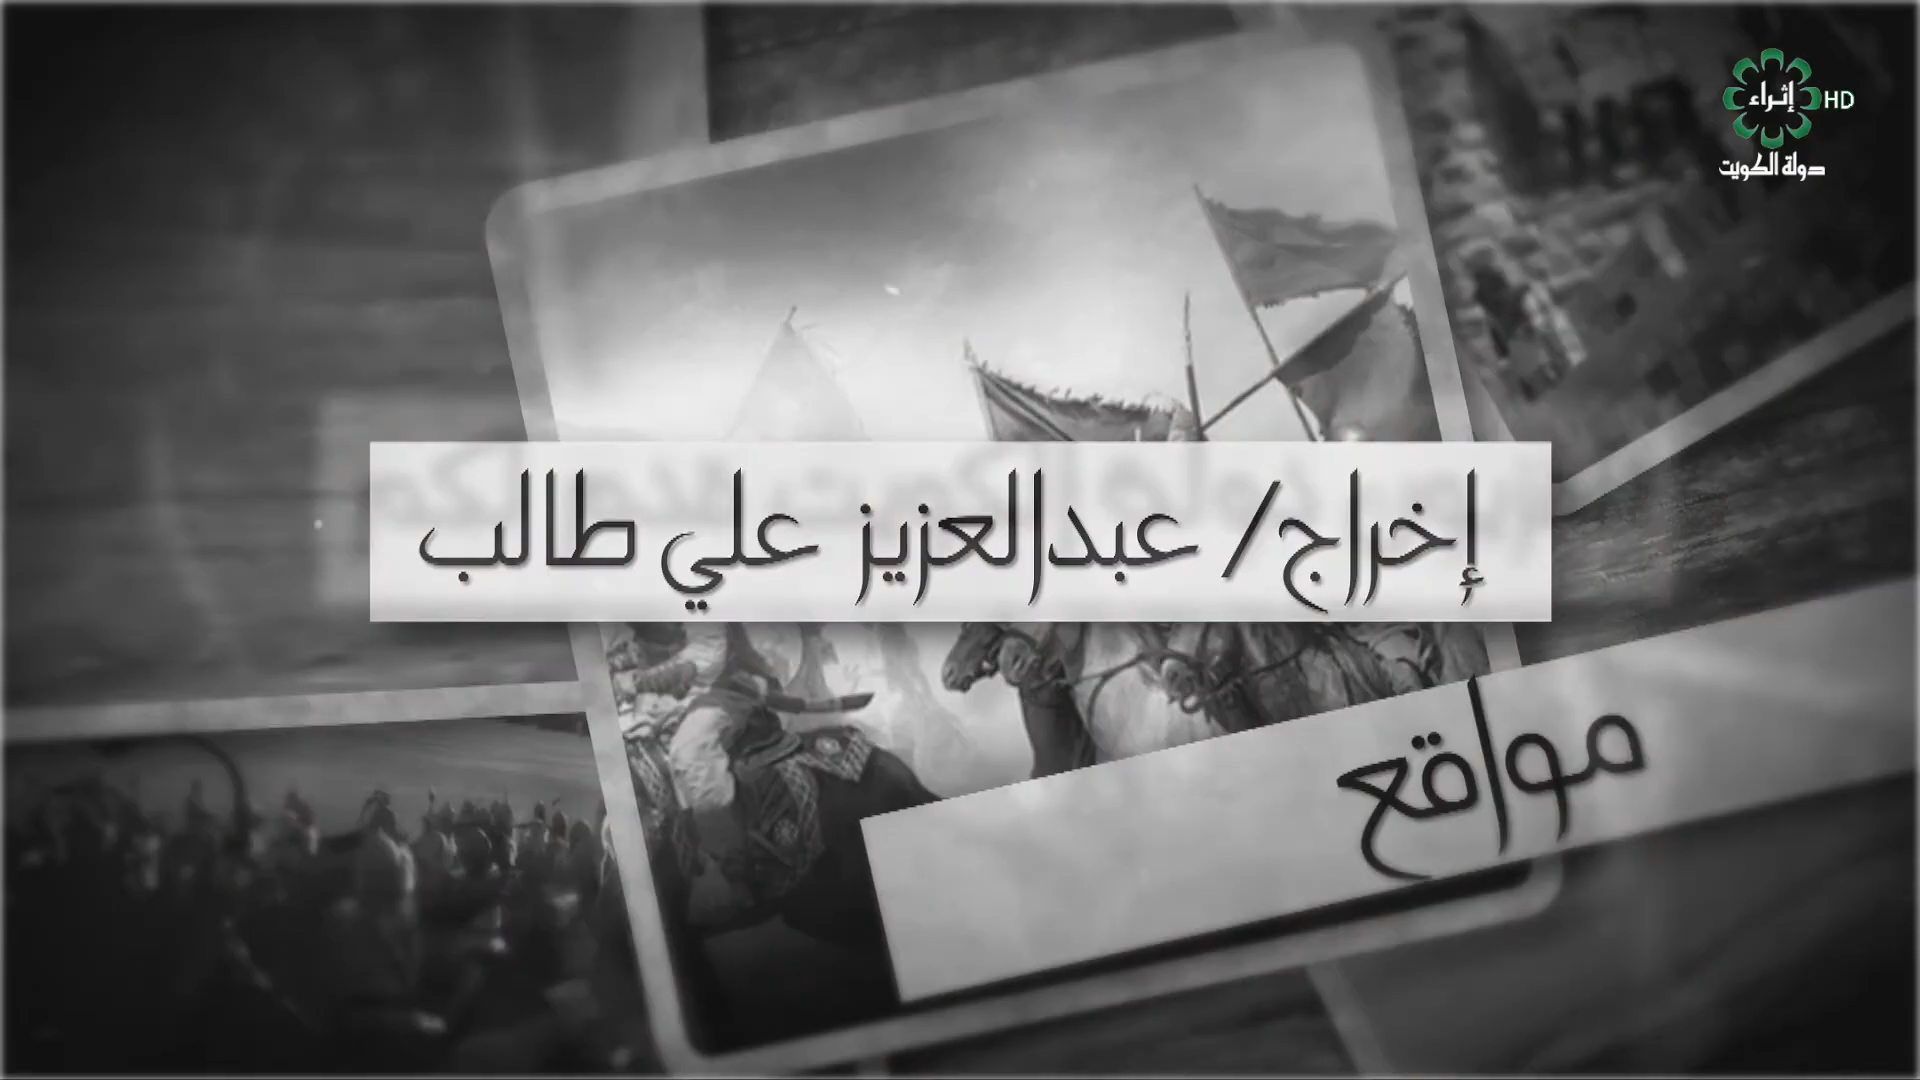 إثراء HD
دولة الكويت
إخراج/ عبدالعزيز علي طالب
مواقع